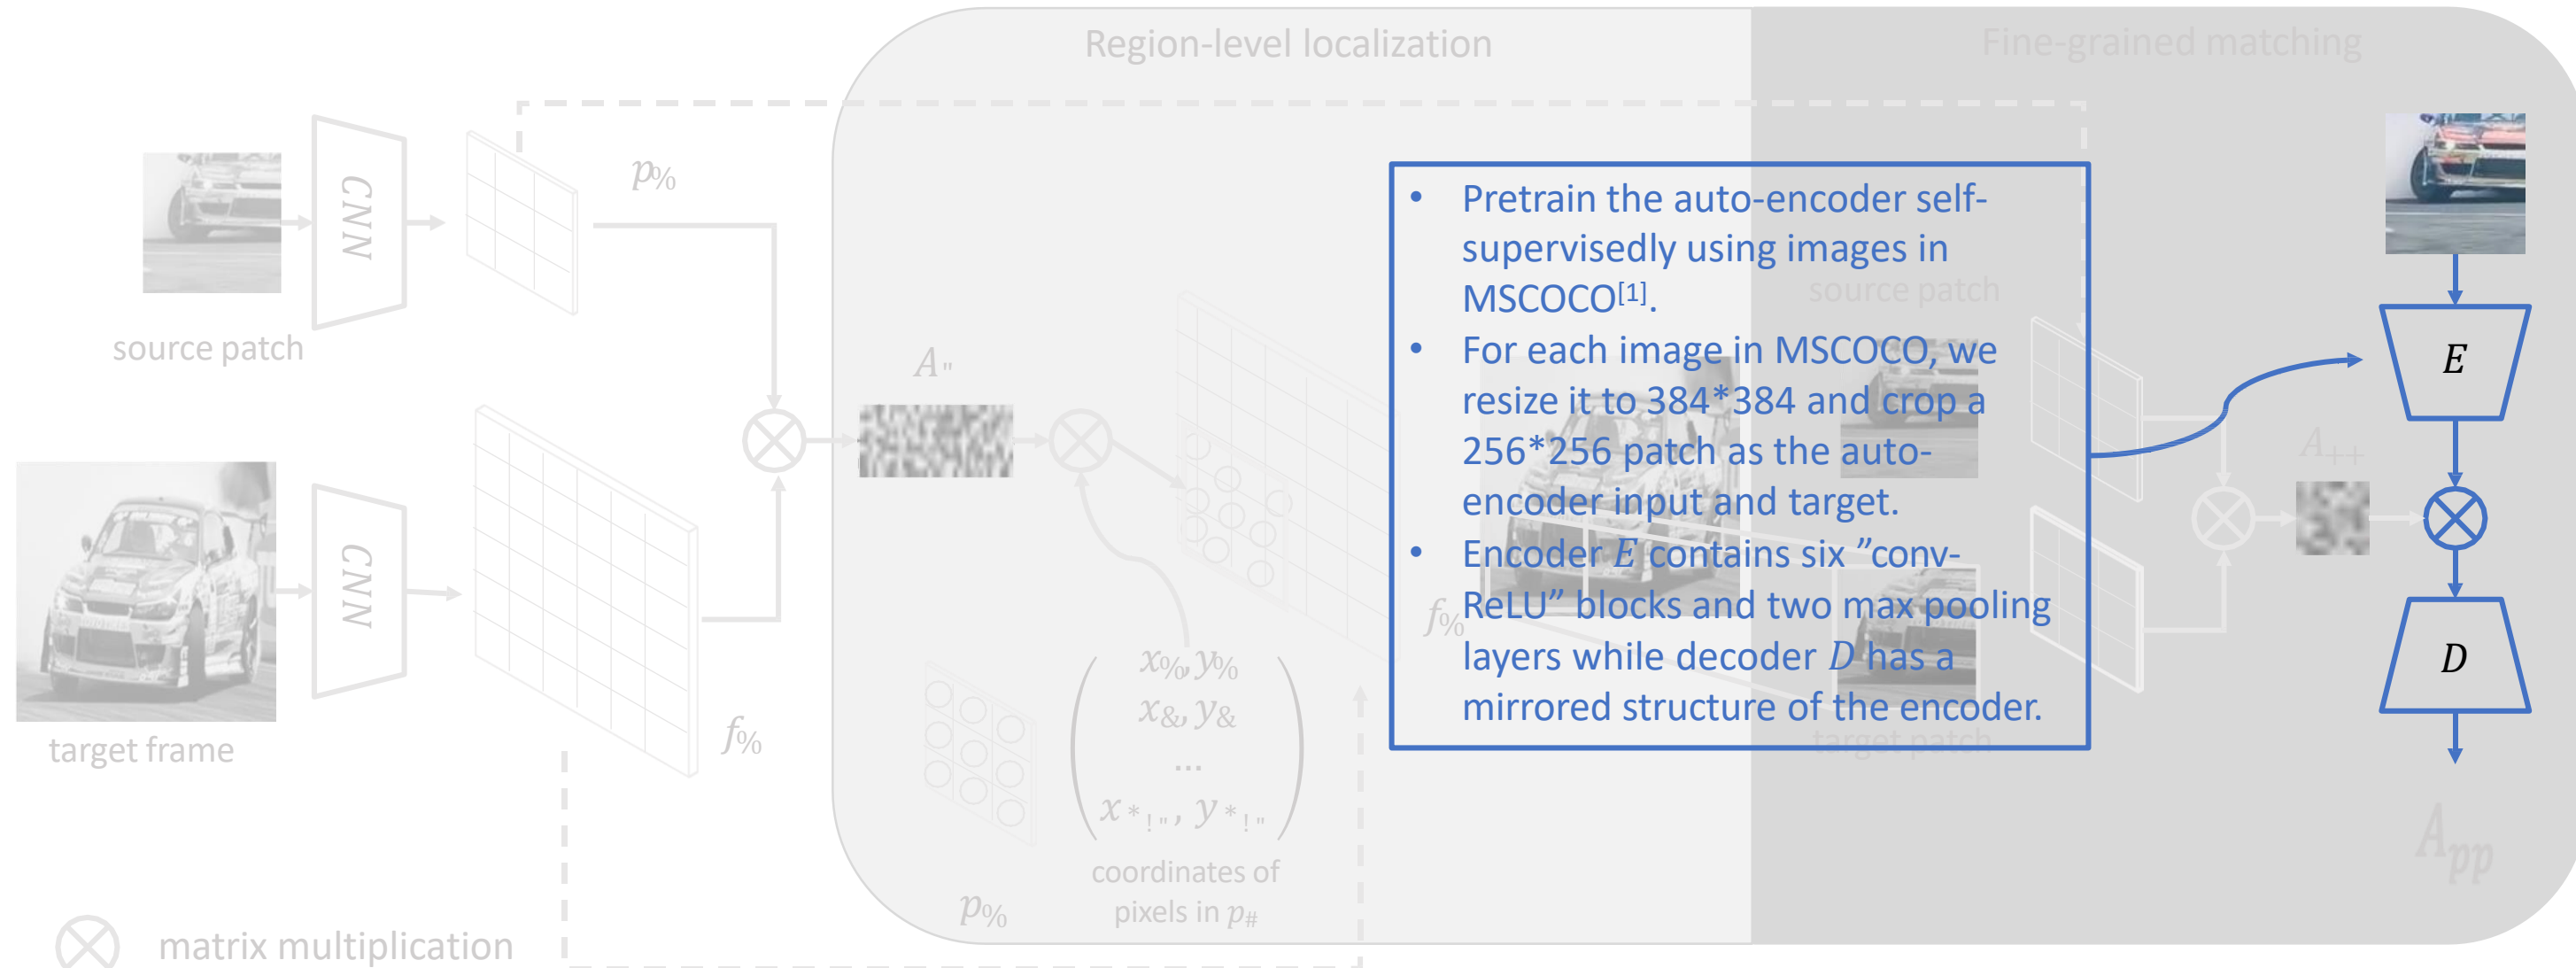 Region-level localization
Fine-grained matching
CNN
p%
source patch
A"
CNN
target frame
f%
p%
x%, y%
x&, y&
...
x*!", y*!"
coordinates of
pixels in p#
f%
• Pretrain the auto-encoder self-
supervisedly using images in
MSCOCO[1].
• For each image in MSCOCO, we
resize it to 384*384 and crop a
256*256 patch as the auto-
encoder input and target.
• Encoder E contains six ”conv-
ReLU” blocks and two max pooling
layers while decoder D has a
mirrored structure of the encoder.
source patch
target patch
A++
E
D
App
matrix multiplication